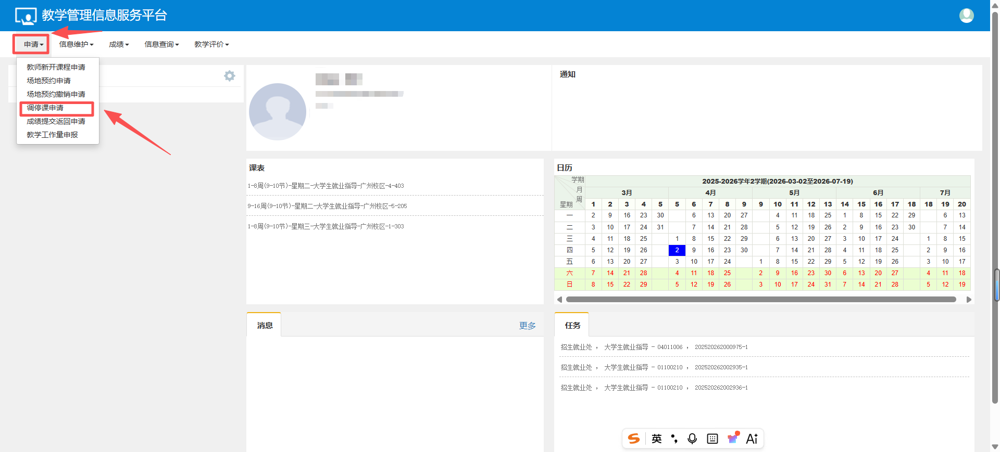 教学管理信息服务平台
申请 信息维护 成绩 信息查询 教学评价
教师新开课程申请
场地预约申请
场地预约撤销申请
调停课申请
成绩提交返回申请
教学工作量申报
通知
课表
1-8周(9-10节)-星期二-大学生就业指导-广州校区-4-403
9-16周(9-10节)-星期二-大学生就业指导-广州校区-5-205
1-8周(9-10节)-星期三-大学生就业指导-广州校区-1-303
日历
学期 2025-2026学年2学期(2026-03-02至2026-07-19)
月 3月 4月 5月 6月 7月
周
星期 1 2 3 4 5 5 6 7 8 9 9 10 11 12 13 14 15 16 17 18 18 19 20
一 2 9 16 23 30 6 13 20 27 4 11 18 25 1 8 15 22 29 6 13
二 3 10 17 24 31 7 14 21 28 5 12 19 26 2 9 16 23 30 7 14
三 4 11 18 25 1 8 15 22 29 6 13 20 27 3 10 17 24 1 8 15
四 5 12 19 26 2 9 16 23 30 7 14 21 28 4 11 18 25 2 9 16
五 6 13 20 27 3 10 17 24 1 8 15 22 29 5 12 19 26 3 10 17
六 7 14 21 28 4 11 18 25 2 9 16 23 30 6 13 20 27 4 11 18
日 8 15 22 29 5 12 19 26 3 10 17 24 31 7 14 21 28 5 12 19
消息 更多
任务
招生就业处 ， 大学生就业指导 - 04011006 ， 202520262000975-1
招生就业处 ， 大学生就业指导 - 01100210 ， 202520262002935-1
招生就业处 ， 大学生就业指导 - 01100210 ， 202520262002936-1
S 英 Ai